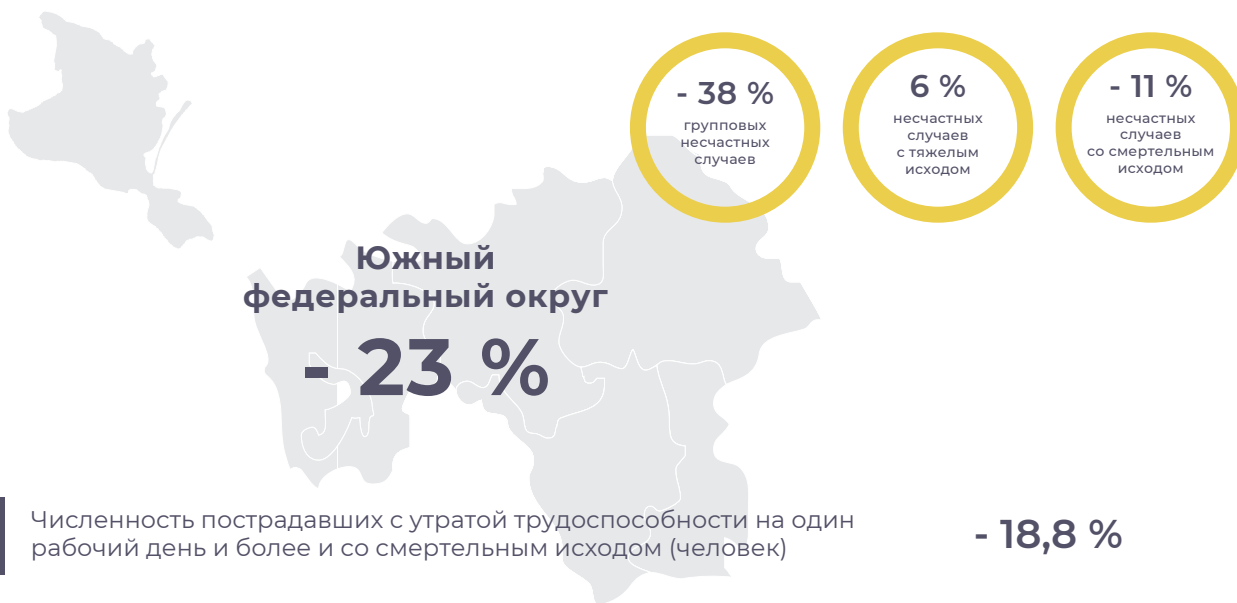 - 38 %
групповых
несчастных
случаев
6 %
несчастных
случаев
с тяжелым
исходом
- 11 %
несчастных
случаев
со смертельным
исходом
Южный
федеральный округ
- 23 %
Численность пострадавших с утратой трудоспособности на один
рабочий день и более и со смертельным исходом (человек)
- 18,8 %